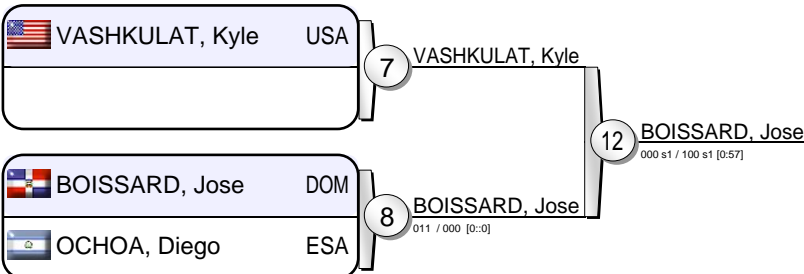 VASHKULAT, Kyle USA
7
VASHKULAT, Kyle
12
BOISSARD, Jose
000 s1 / 100 s1 [0:57]
BOISSARD, Jose DOM
8
BOISSARD, Jose
011 / 000 [0::0]
OCHOA, Diego ESA